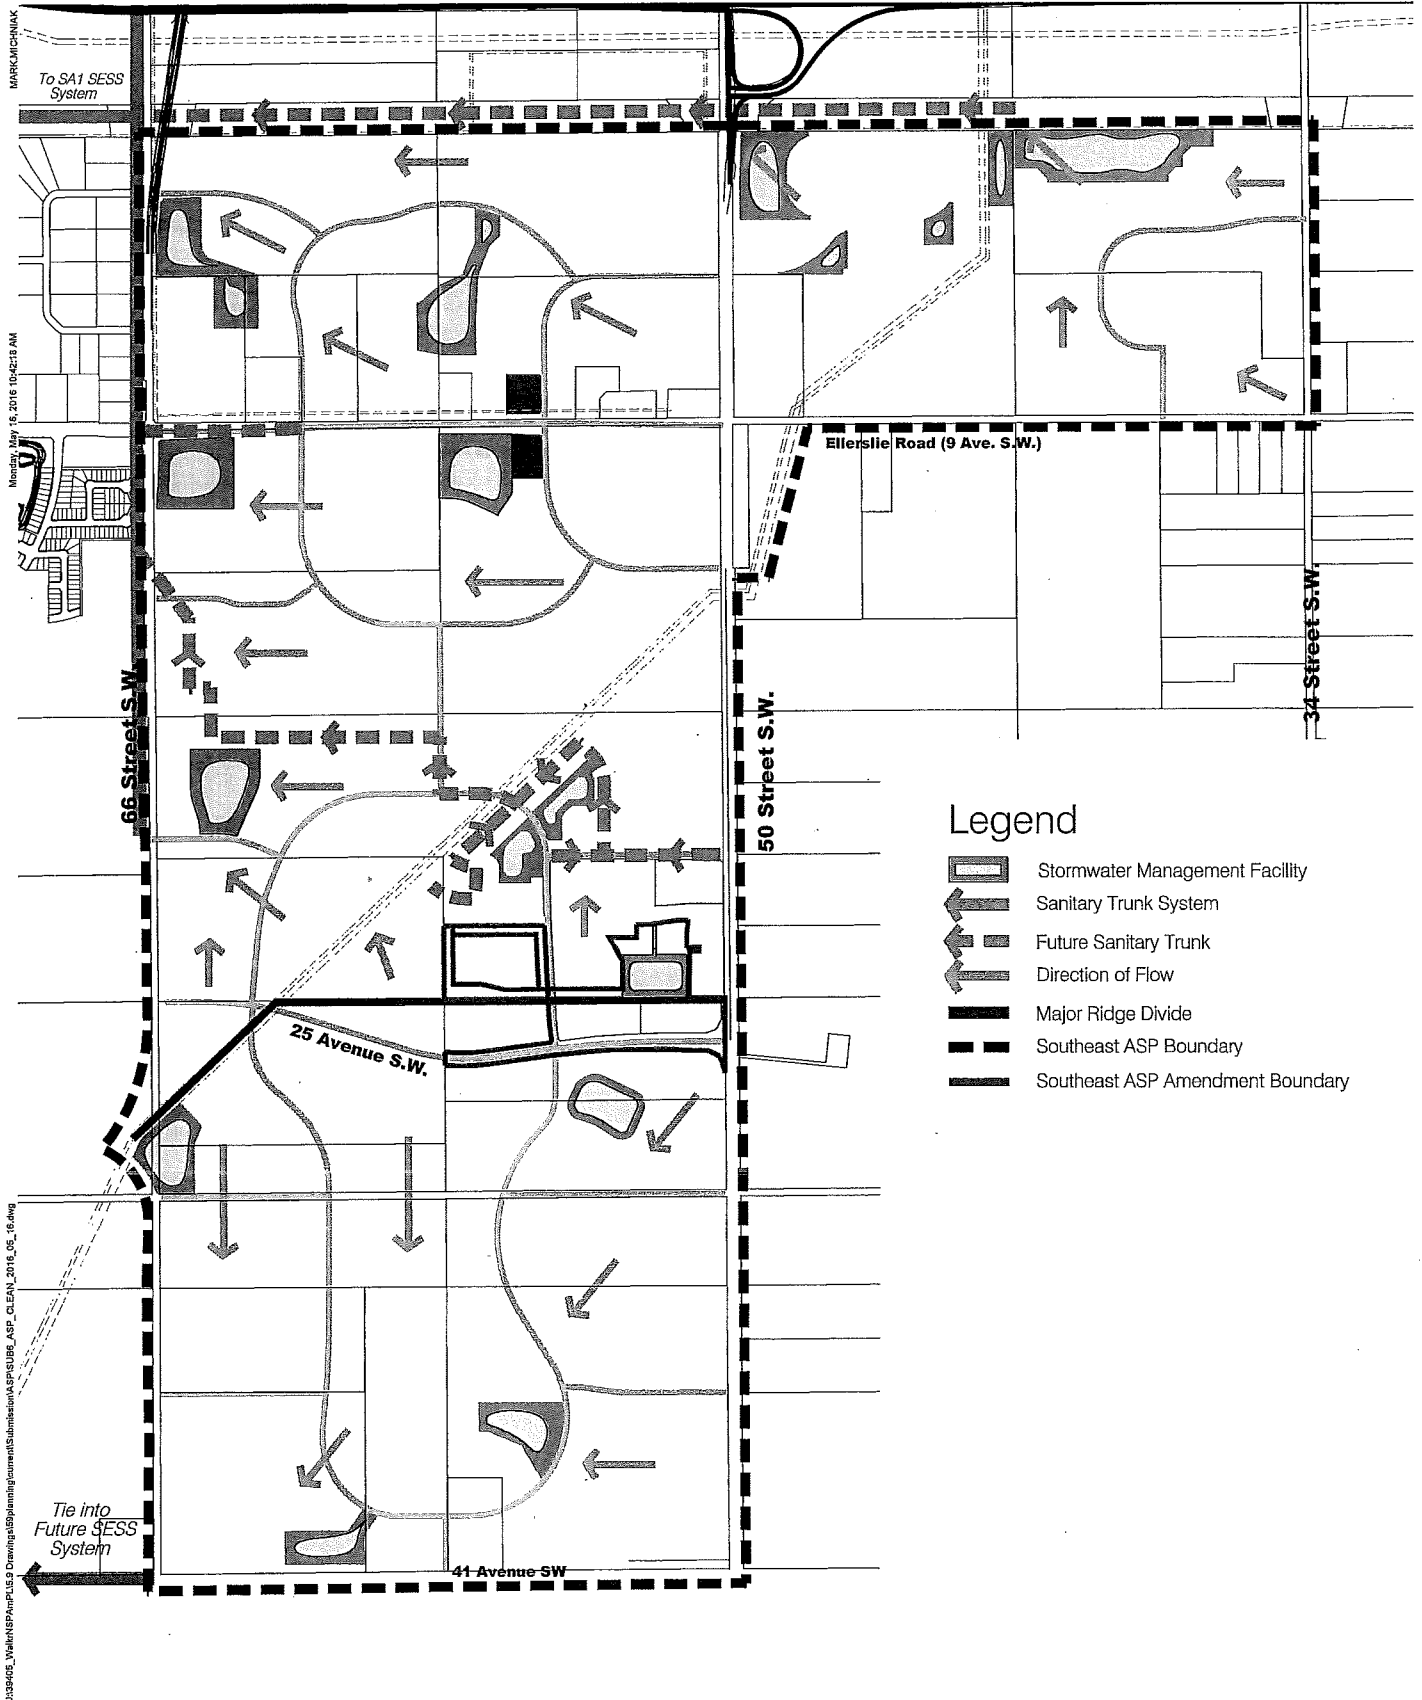 MARK.MICHNIAK
To SA1 SESS
System
Monday, May 16, 2016 10:42:18 AM
Ellerslie Road (9 Ave. S.W.)
34 Street S.W.
66 Street S.W.
50 Street S.W.
Legend
Stormwater Management Facility
Sanitary Trunk System
Future Sanitary Trunk
Direction of Flow
Major Ridge Divide
Southeast ASP Boundary
Southeast ASP Amendment Boundary
25 Avenue S.W.
Tie into
Future SESS
System
41 Avenue SW